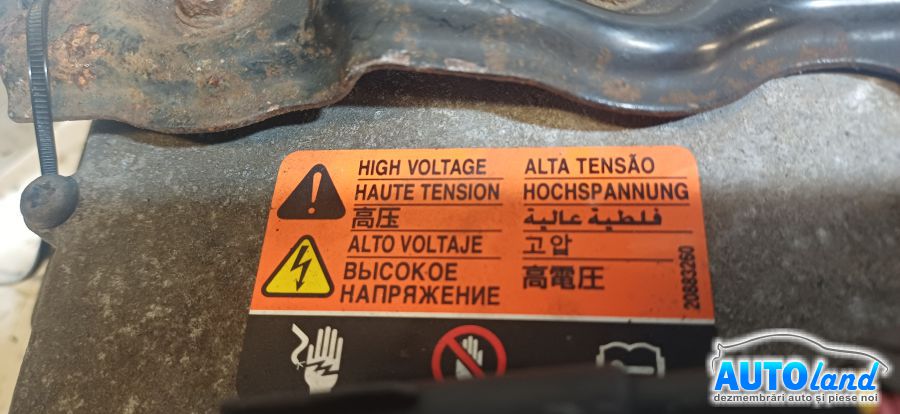 HIGH VOLTAGE
HAUTE TENSION
高压
ALTO VOLTAJE
ВЫСОКОЕ
НАПРЯЖЕНИЕ
ALTA TENSÃO
HOCHSPANNUNG
فلطية عالية
고압
高電圧
20883260
AUTOland
dezmembrări auto și piese noi